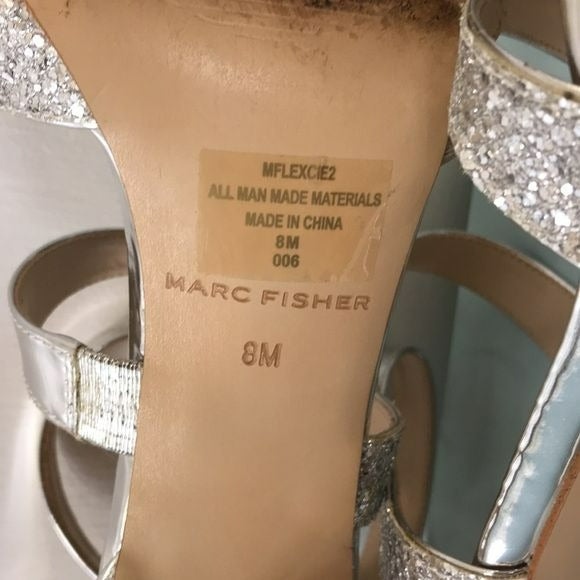 MFLEXCIE2
ALL MAN MADE MATERIALS
MADE IN CHINA
8M
006
MARC FISHER
8M